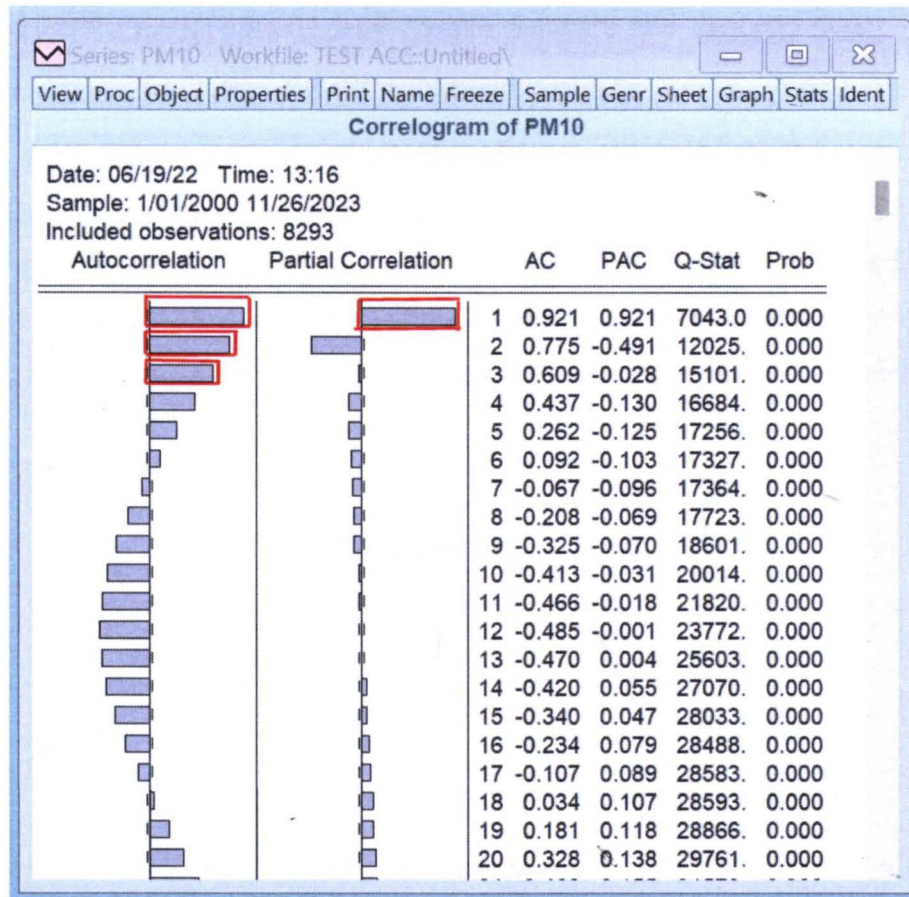 Series: PM10 Workfile: TEST ACC::Untitled\
View Proc Object Properties Print Name Freeze Sample Genr Sheet Graph Stats Ident
Correlogram of PM10
Date: 06/19/22 Time: 13:16
Sample: 1/01/2000 11/26/2023
Included observations: 8293
Autocorrelation Partial Correlation AC PAC Q-Stat Prob
1 0.921 0.921 7043.0 0.000
2 0.775 -0.491 12025. 0.000
3 0.609 -0.028 15101. 0.000
4 0.437 -0.130 16684. 0.000
5 0.262 -0.125 17256. 0.000
6 0.092 -0.103 17327. 0.000
7 -0.067 -0.096 17364. 0.000
8 -0.208 -0.069 17723. 0.000
9 -0.325 -0.070 18601. 0.000
10 -0.413 -0.031 20014. 0.000
11 -0.466 -0.018 21820. 0.000
12 -0.485 -0.001 23772. 0.000
13 -0.470 0.004 25603. 0.000
14 -0.420 0.055 27070. 0.000
15 -0.340 0.047 28033. 0.000
16 -0.234 0.079 28488. 0.000
17 -0.107 0.089 28583. 0.000
18 0.034 0.107 28593. 0.000
19 0.181 0.118 28866. 0.000
20 0.328 0.138 29761. 0.000